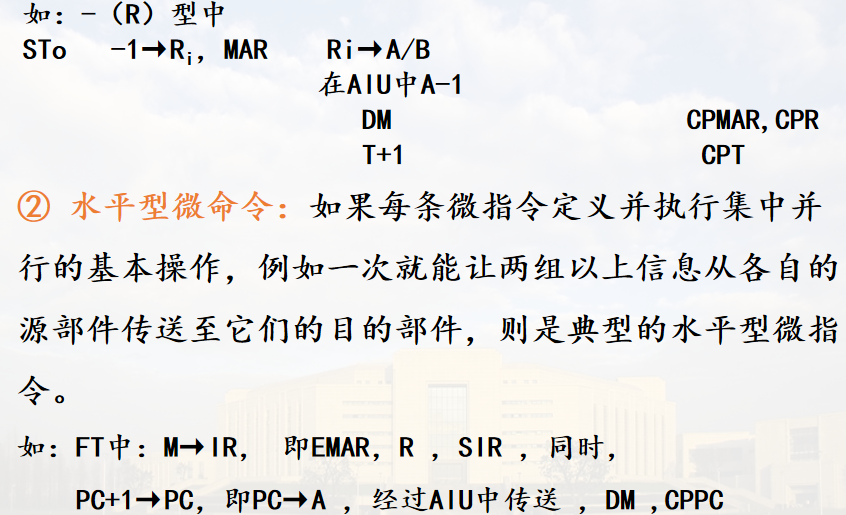 如：-（R）型中
STo -1→Ri，MAR Ri→A/B
在AIU中A-1
DM CPMAR,CPR
T+1 CPT
② 水平型微命令：如果每条微指令定义并执行集中并
行的基本操作，例如一次就能让两组以上信息从各自的
源部件传送至它们的目的部件，则是典型的水平型微指
令。
如：FT中：M→IR， 即EMAR，R ，SIR ，同时，
PC+1→PC，即PC→A ，经过AIU中传送 ，DM ,CPPC